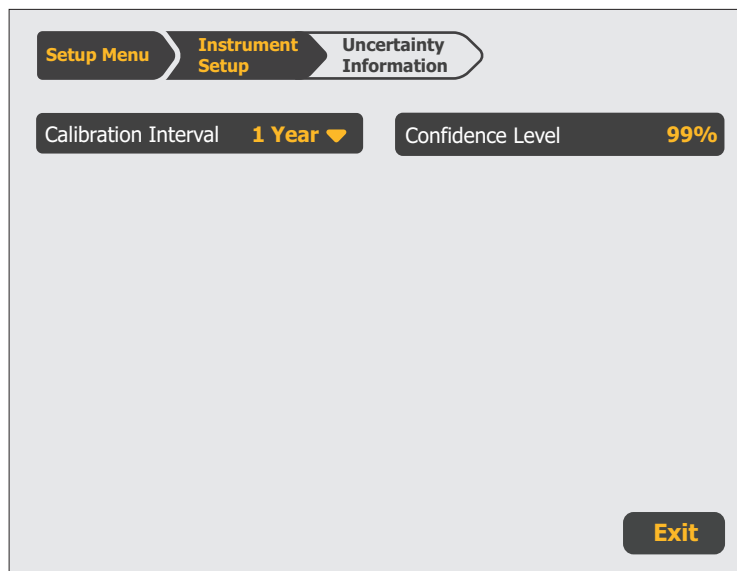 Setup Menu
Instrument
Setup
Uncertainty
Information
Calibration Interval 1 Year
Confidence Level 99%
Exit